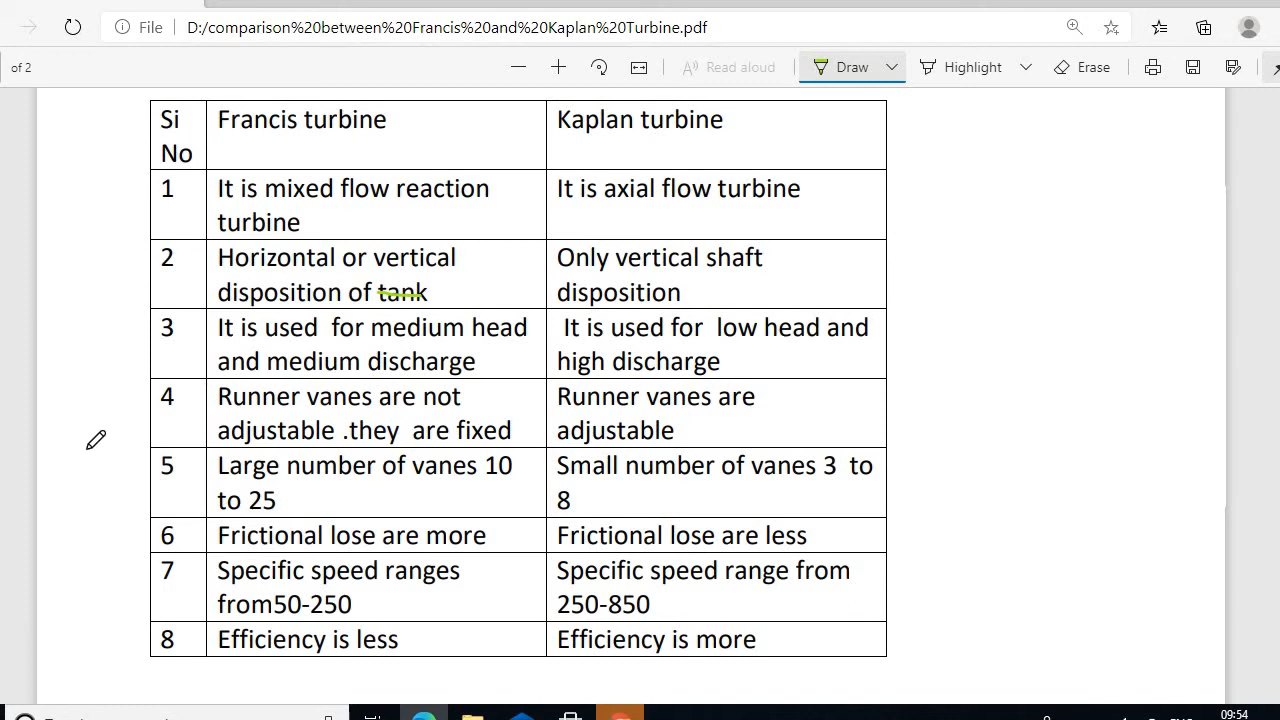 File D:/comparison%20between%20Francis%20and%20Kaplan%20Turbine.pdf
of 2 Read aloud Draw Highlight Erase
Si No Francis turbine Kaplan turbine
1 It is mixed flow reaction turbine It is axial flow turbine
2 Horizontal or vertical disposition of tank Only vertical shaft disposition
3 It is used for medium head and medium discharge It is used for low head and high discharge
4 Runner vanes are not adjustable .they are fixed Runner vanes are adjustable
5 Large number of vanes 10 to 25 Small number of vanes 3 to 8
6 Frictional lose are more Frictional lose are less
7 Specific speed ranges from50-250 Specific speed range from 250-850
8 Efficiency is less Efficiency is more
09:54